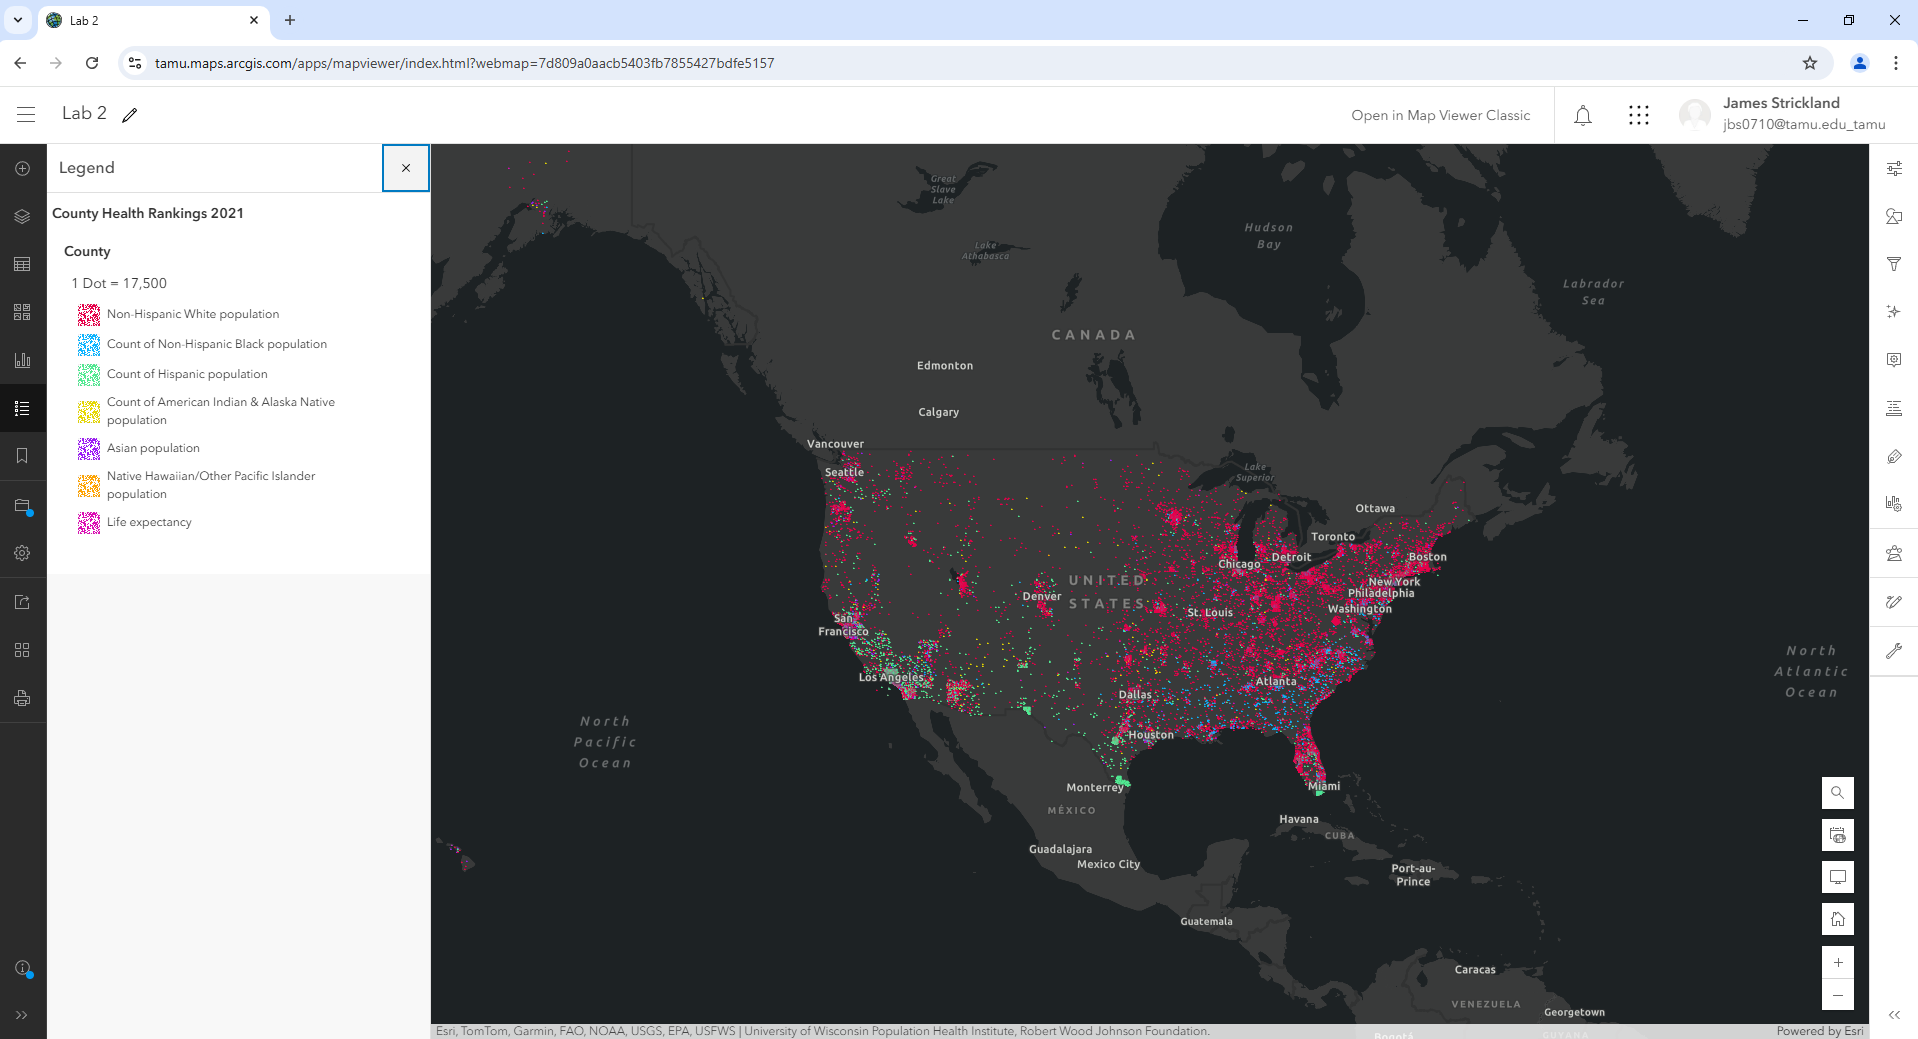 Lab 2
tamu.maps.arcgis.com/apps/mapviewer/index.html?webmap=7d809a0aacb5403fb7855427bdfe5157
Lab 2
Open in Map Viewer Classic
James Strickland
jbs0710@tamu.edu_tamu
Legend
County Health Rankings 2021
County
1 Dot = 17,500
Non-Hispanic White population
Count of Non-Hispanic Black population
Count of Hispanic population
Count of American Indian & Alaska Native
population
Asian population
Native Hawaiian/Other Pacific Islander
population
Life expectancy
Great
Slave
Lake
Hudson
Bay
Lake
Athabasca
Labrador
Sea
CANADA
Edmonton
Calgary
Vancouver
Seattle
Lake
Superior
Ottawa
Toronto
Boston
Detroit
Chicago
New York
Philadelphia
Washington
UNITED
STATES
Denver
St. Louis
San
Francisco
Los Angeles
Atlanta
Dallas
Houston
North
Pacific
Ocean
North
Atlantic
Ocean
Monterrey
Miami
MÉXICO
Havana
CUBA
Guadalajara
Mexico City
Port-au-
Prince
Guatemala
Caracas
VENEZUELA
Georgetown
GUYANA
Bogotá
Esri, TomTom, Garmin, FAO, NOAA, USGS, EPA, USFWS | University of Wisconsin Population Health Institute, Robert Wood Johnson Foundation.
Powered by Esri